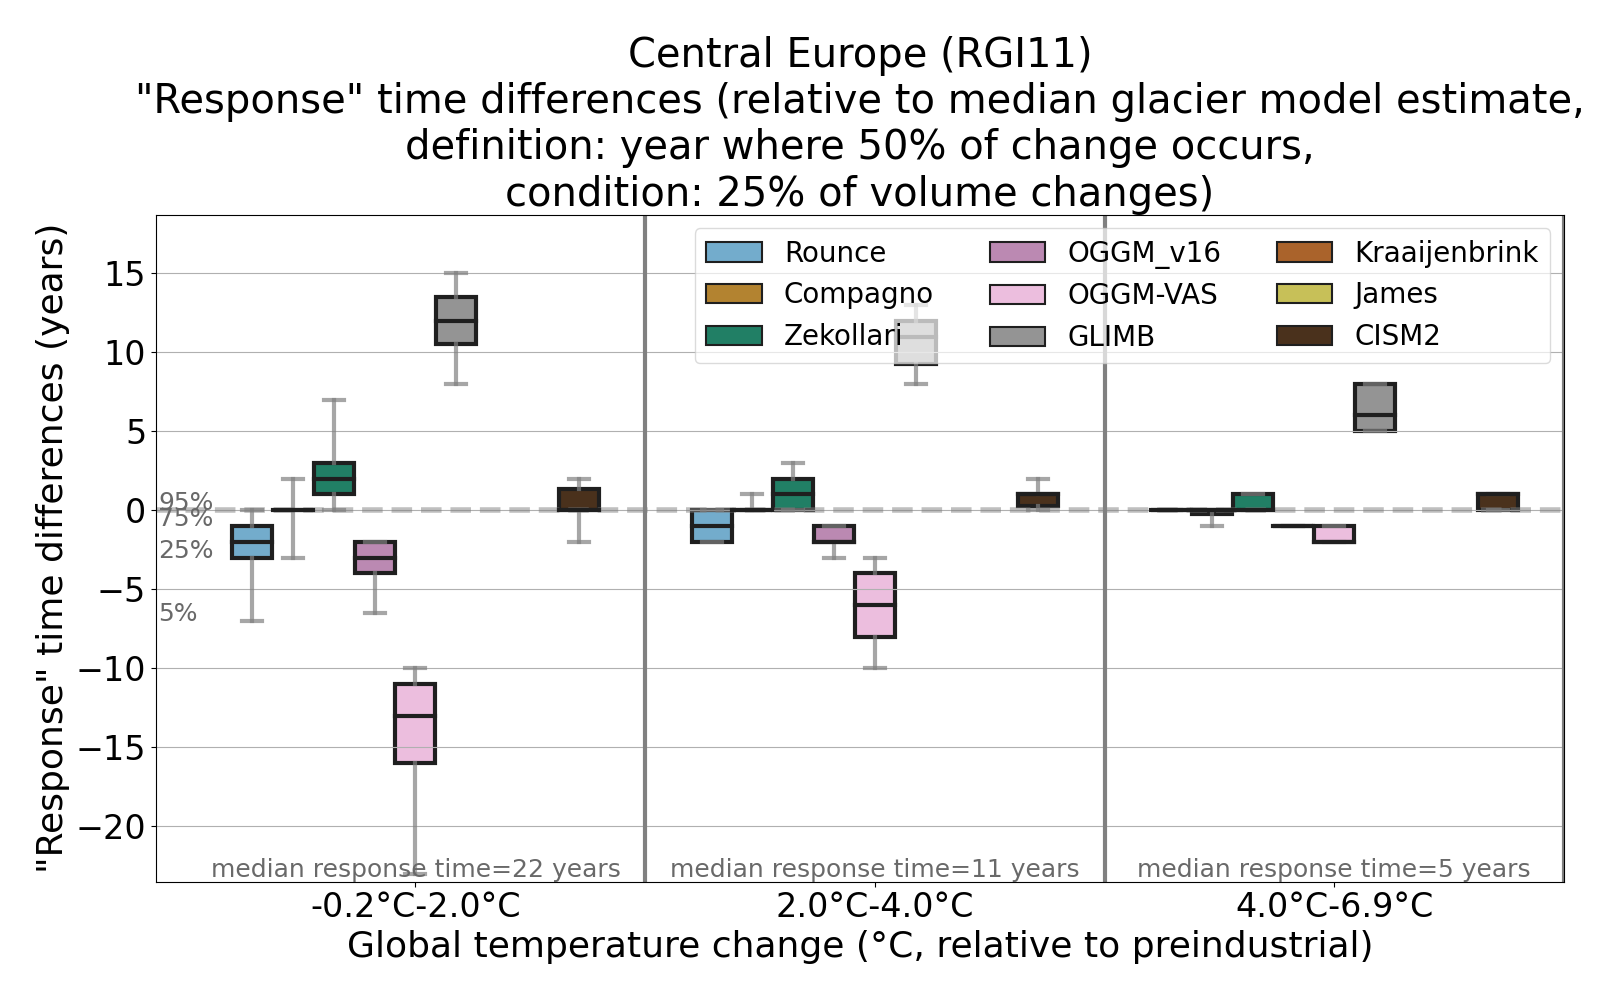 Central Europe (RGI11)
"Response" time differences (relative to median glacier model estimate,
definition: year where 50% of change occurs,
condition: 25% of volume changes)
"Response" time differences (years)
15
10
5
0
−5
−10
−15
−20
95%
75%
25%
5%
Rounce
Compagno
Zekollari
OGGM_v16
OGGM-VAS
GLIMB
Kraaijenbrink
James
CISM2
median response time=22 years
median response time=11 years
median response time=5 years
-0.2°C-2.0°C
2.0°C-4.0°C
4.0°C-6.9°C
Global temperature change (°C, relative to preindustrial)